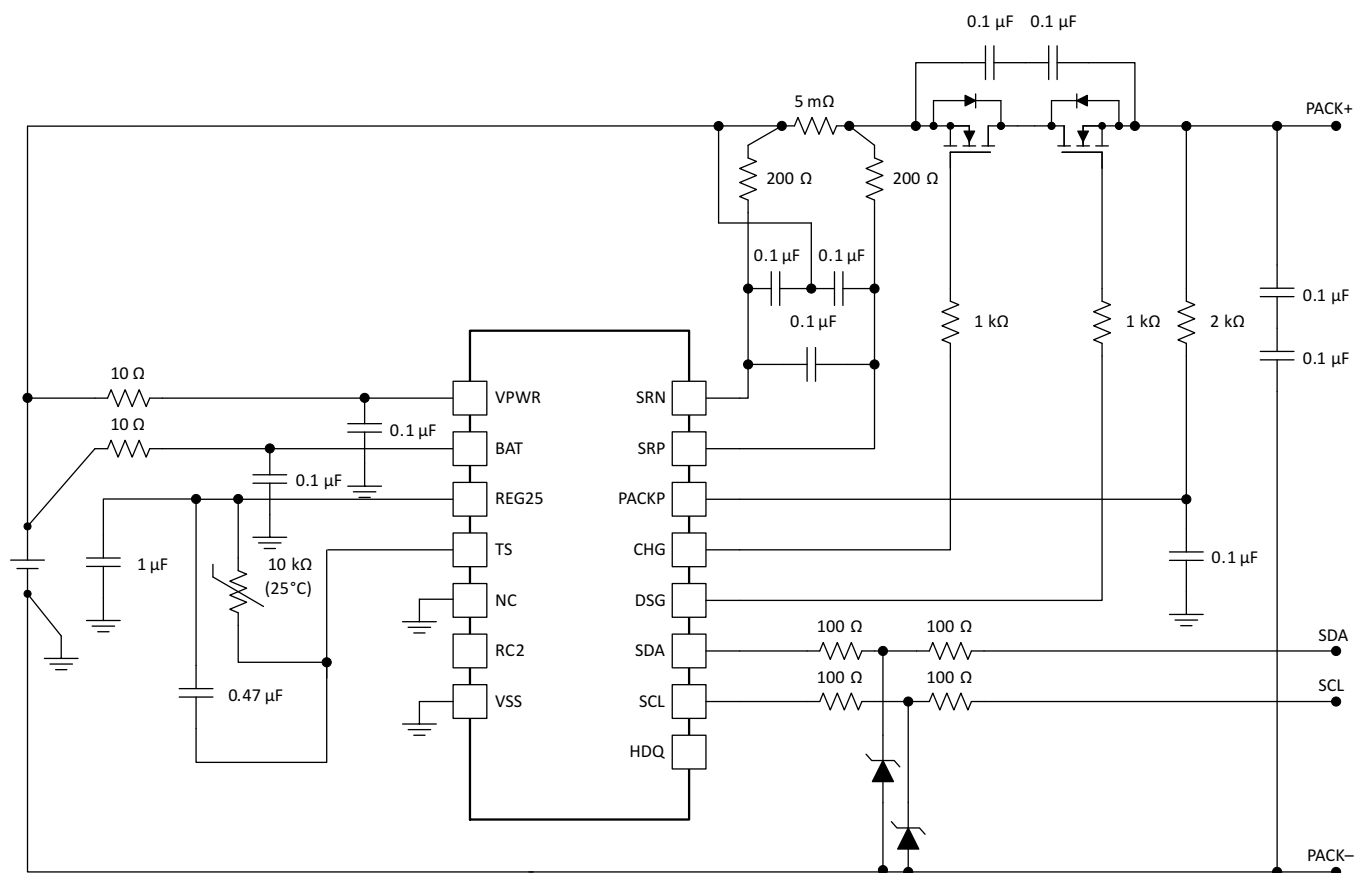 0.1 µF 0.1 µF
5 mΩ
PACK+
200 Ω
200 Ω
0.1 µF
0.1 µF
0.1 µF
1 kΩ
1 kΩ
2 kΩ
0.1 µF
0.1 µF
10 Ω
VPWR
SRN
0.1 µF
10 Ω
BAT
SRP
0.1 µF
REG25
PACKP
TS
CHG
1 µF
10 kΩ
(25°C)
0.1 µF
NC
DSG
100 Ω
100 Ω
SDA
RC2
SDA
100 Ω
100 Ω
SCL
0.47 µF
VSS
SCL
HDQ
PACK–